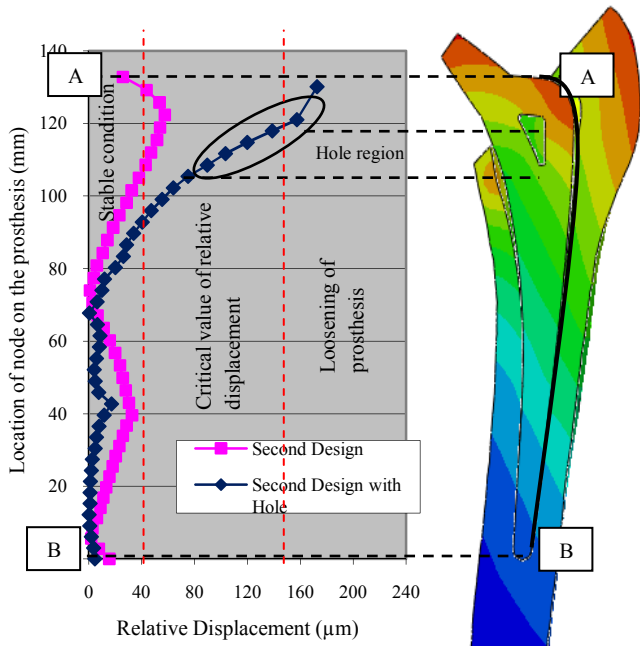 140
A
120
100
80
60
40
20
B
Location of node on the prosthesis (mm)
Stable condition
Critical value of relative
displacement
Loosening of
prosthesis
Hole region
Second Design
Second Design with
Hole
0
40
80
120
160
200
240
Relative Displacement (µm)
A
B